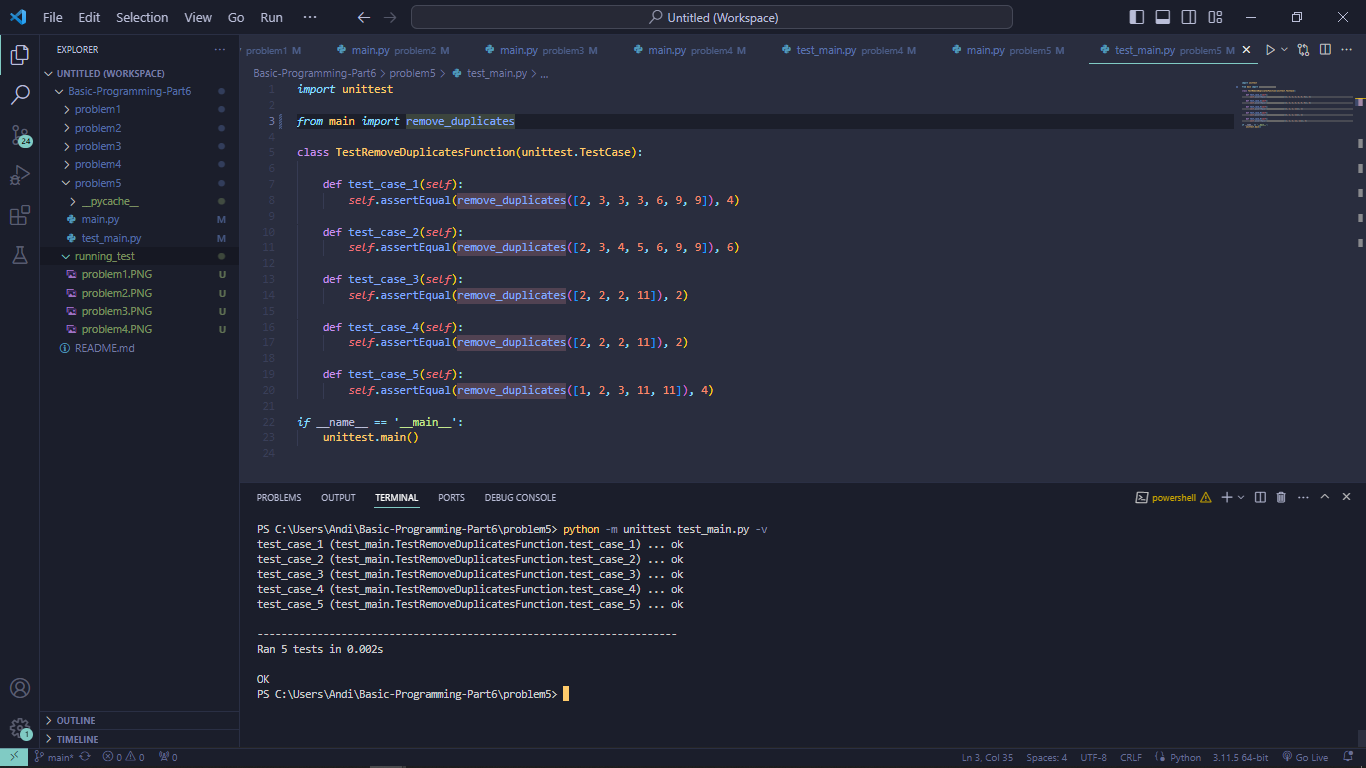 File Edit Selection View Go Run ··· Untitled (Workspace)
EXPLORER ···
UNTITLED (WORKSPACE)
Basic-Programming-Part6
problem1
problem2
problem3
problem4
problem5
__pycache__
main.py M
test_main.py M
running_test
problem1.PNG U
problem2.PNG U
problem3.PNG U
problem4.PNG U
README.md
OUTLINE
TIMELINE
24
1
problem1 M main.py problem2 M main.py problem3 M main.py problem4 M test_main.py problem4 M main.py problem5 M test_main.py problem5 M
Basic-Programming-Part6 > problem5 > test_main.py > ...
1 import unittest
2
3 from main import remove_duplicates
4
5 class TestRemoveDuplicatesFunction(unittest.TestCase):
6
7 def test_case_1(self):
8 self.assertEqual(remove_duplicates([2, 3, 3, 3, 6, 9, 9]), 4)
9
10 def test_case_2(self):
11 self.assertEqual(remove_duplicates([2, 3, 4, 5, 6, 9, 9]), 6)
12
13 def test_case_3(self):
14 self.assertEqual(remove_duplicates([2, 2, 2, 11]), 2)
15
16 def test_case_4(self):
17 self.assertEqual(remove_duplicates([2, 2, 2, 11]), 2)
18
19 def test_case_5(self):
20 self.assertEqual(remove_duplicates([1, 2, 3, 11, 11]), 4)
21
22 if __name__ == '__main__':
23 unittest.main()
24
PROBLEMS OUTPUT TERMINAL PORTS DEBUG CONSOLE powershell
PS C:\Users\Andi\Basic-Programming-Part6\problem5> python -m unittest test_main.py -v
test_case_1 (test_main.TestRemoveDuplicatesFunction.test_case_1) ... ok
test_case_2 (test_main.TestRemoveDuplicatesFunction.test_case_2) ... ok
test_case_3 (test_main.TestRemoveDuplicatesFunction.test_case_3) ... ok
test_case_4 (test_main.TestRemoveDuplicatesFunction.test_case_4) ... ok
test_case_5 (test_main.TestRemoveDuplicatesFunction.test_case_5) ... ok
----------------------------------------------------------------------
Ran 5 tests in 0.002s
OK
PS C:\Users\Andi\Basic-Programming-Part6\problem5>
main* 0 0 0 Ln 3, Col 35 Spaces: 4 UTF-8 CRLF Python 3.11.5 64-bit Go Live